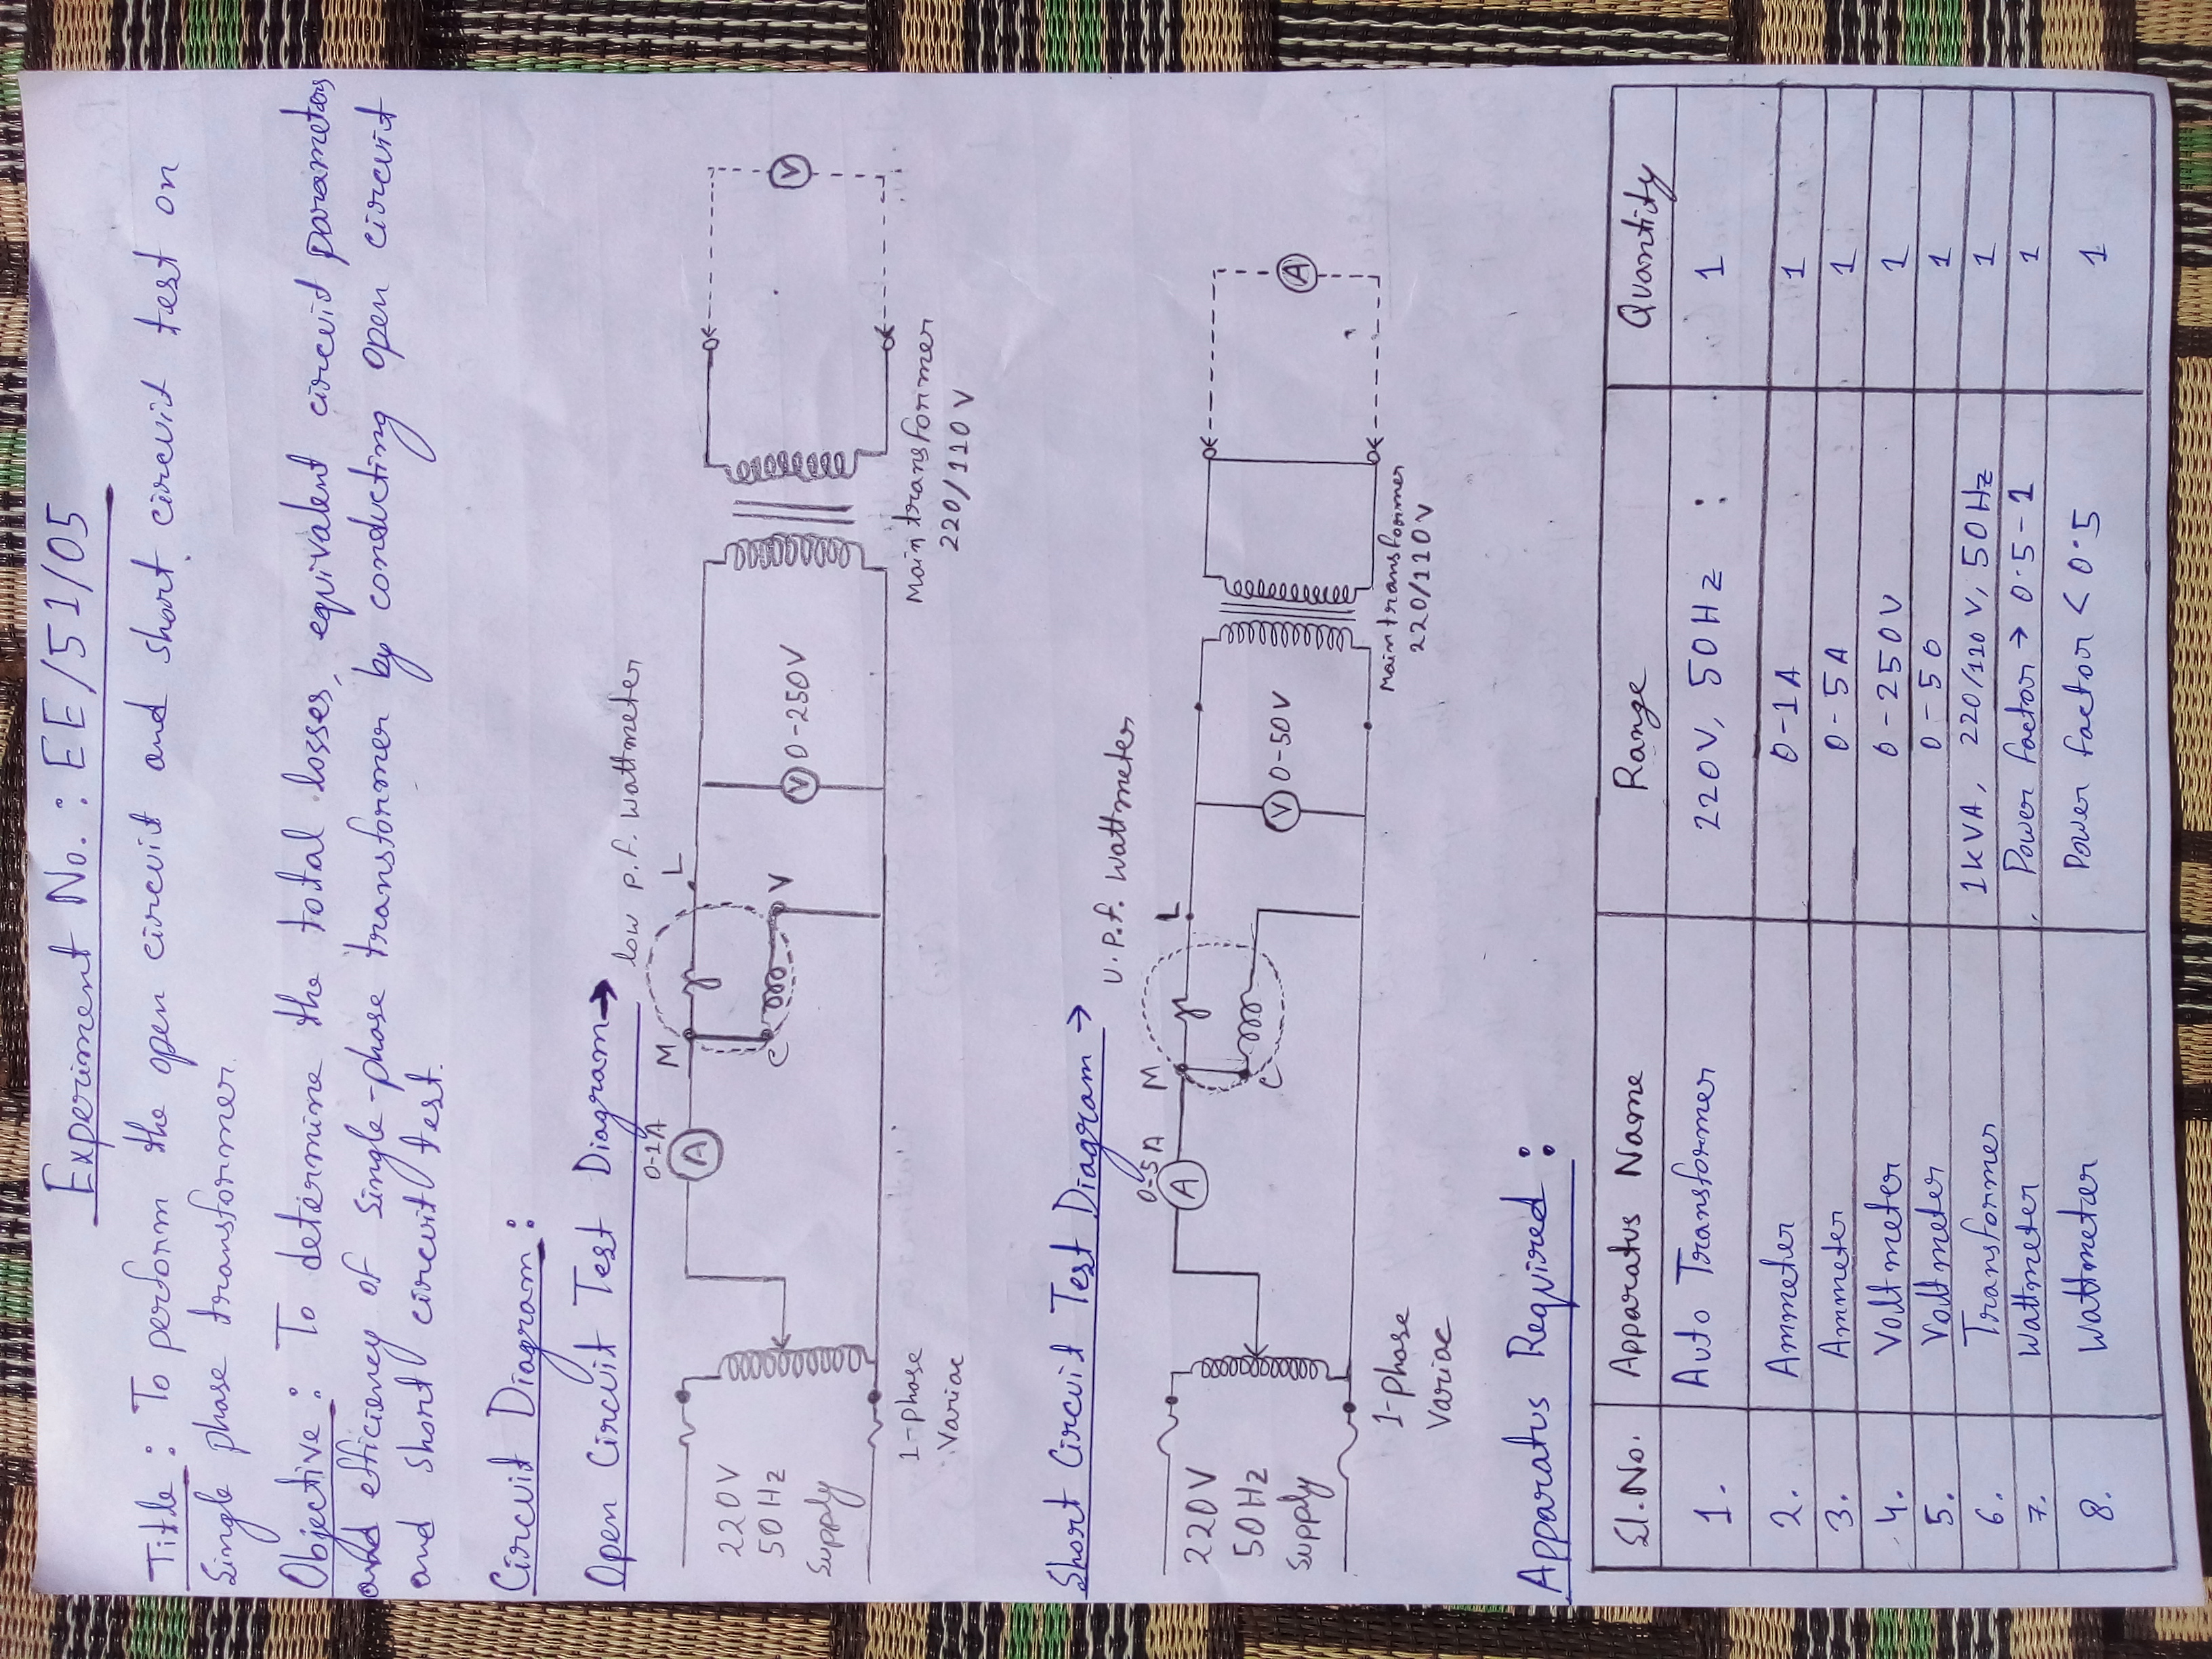 Experiment No. : EE/51/05
Title : To perform the open circuit and short circuit test on
single phase transformer.
Objective : To determine the total losses, equivalent circuit parameters
and efficiency of single-phase transformer by conducting open circuit
and short circuit test.
Circuit Diagram :
Open Circuit Test Diagram →
low p.f. wattmeter
0-1A
M
L
A
220V
50 Hz
Supply
C
V
V 0-250V
V
1-phase
Variac
Main transformer
220/110 V
Short Circuit Test Diagram →
U.P.f. wattmeter
0-5A
M
L
A
220V
50 Hz
Supply
C
V 0-50V
A
1-phase
Variac
Main transformer
220/110V
Apparatus Required :
Sl.No. Apparatus Name Range Quantity
1. Auto Transformer 220V, 50Hz : 1
2. Ammeter 0-1A 1
3. Ammeter 0-5A 1
4. Voltmeter 0-250V 1
5. Voltmeter 0-50 1
6. Transformer 1kVA, 220/110 V, 50 Hz 1
7. Wattmeter Power factor → 0.5-1 1
8. Wattmeter Power factor < 0.5 1